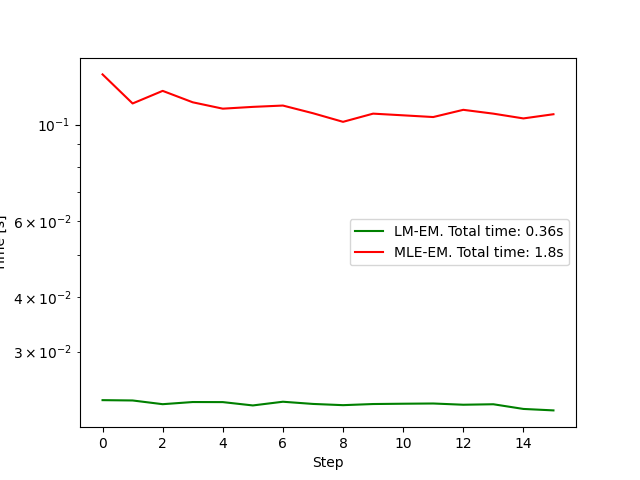 Time [s]
10⁻¹
6 × 10⁻²
4 × 10⁻²
3 × 10⁻²
LM-EM. Total time: 0.36s
MLE-EM. Total time: 1.8s
0 2 4 6 8 10 12 14
Step